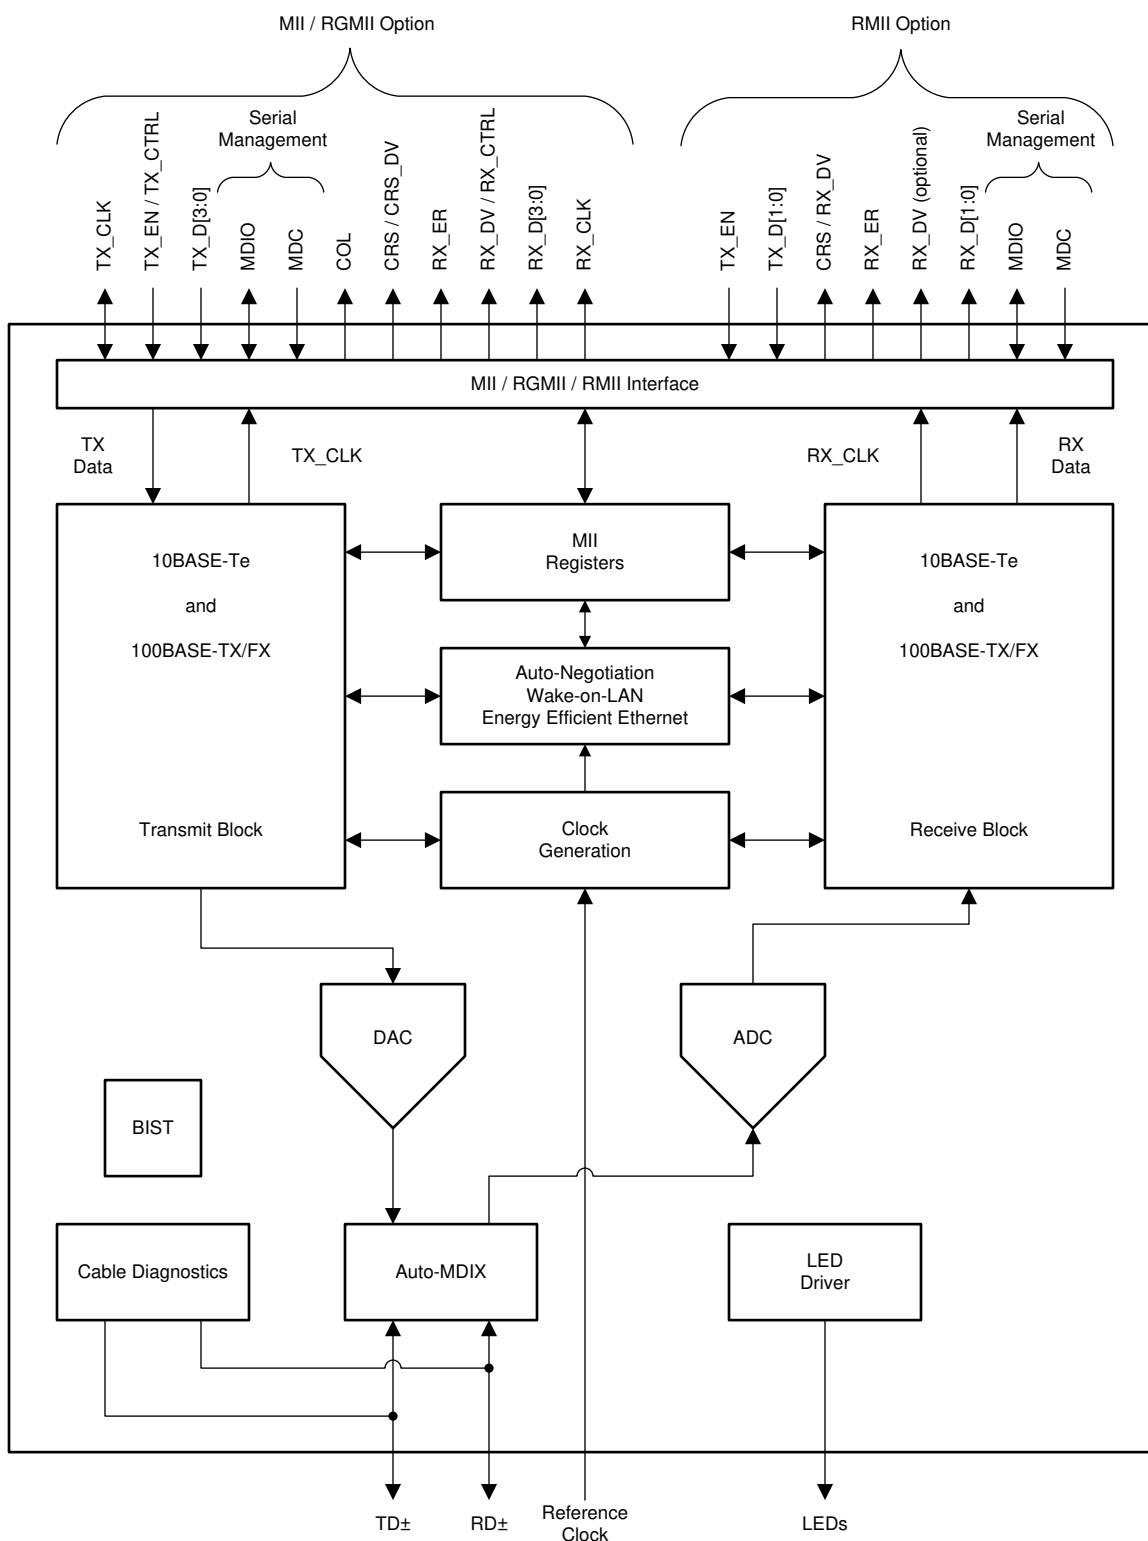 MII / RGMII Option
RMII Option
Serial
Management
Serial
Management
TX_CLK
TX_EN / TX_CTRL
TX_D[3:0]
MDIO
MDC
COL
CRS / CRS_DV
RX_ER
RX_DV / RX_CTRL
RX_D[3:0]
RX_CLK
TX_EN
TX_D[1:0]
CRS / RX_DV
RX_ER
RX_DV (optional)
RX_D[1:0]
MDIO
MDC
MII / RGMII / RMII Interface
TX
Data
TX_CLK
RX_CLK
RX
Data
10BASE-Te
and
100BASE-TX/FX
Transmit Block
MII
Registers
Auto-Negotiation
Wake-on-LAN
Energy Efficient Ethernet
Clock
Generation
10BASE-Te
and
100BASE-TX/FX
Receive Block
DAC
ADC
BIST
Cable Diagnostics
Auto-MDIX
LED
Driver
TD±
RD±
Reference
Clock
LEDs